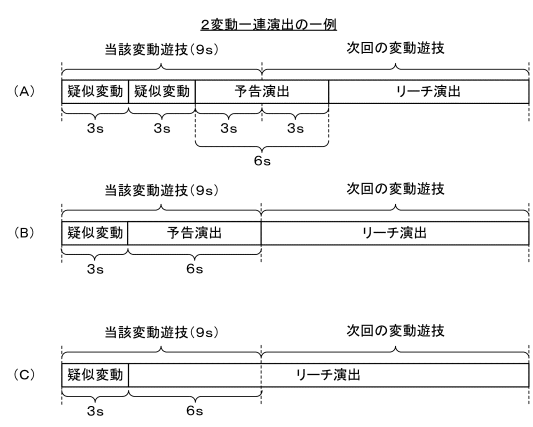 2変動一連演出の一例
当該変動遊技(9s) 次回の変動遊技
(A) 疑似変動 疑似変動 予告演出 リーチ演出
3s 3s 3s 3s
6s
当該変動遊技(9s) 次回の変動遊技
(B) 疑似変動 予告演出 リーチ演出
3s 6s
当該変動遊技(9s) 次回の変動遊技
(C) 疑似変動 リーチ演出
3s 6s